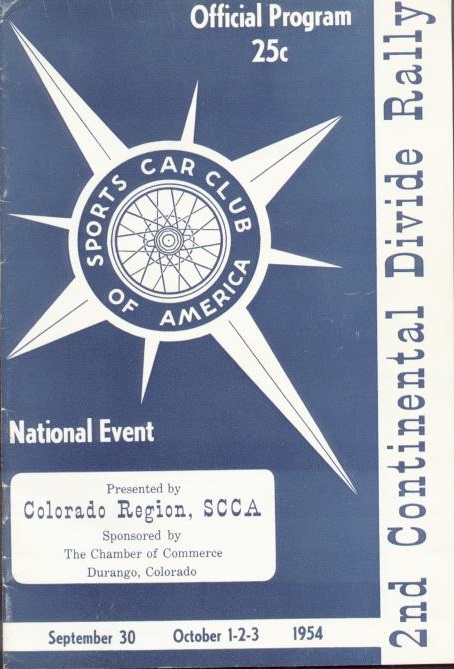 Official Program
25c
2nd Continental Divide Rally
SPORTS CAR CLUB
OF AMERICA
National Event
Presented by
Colorado Region, SCCA
Sponsored by
The Chamber of Commerce
Durango, Colorado
September 30 October 1-2-3 1954